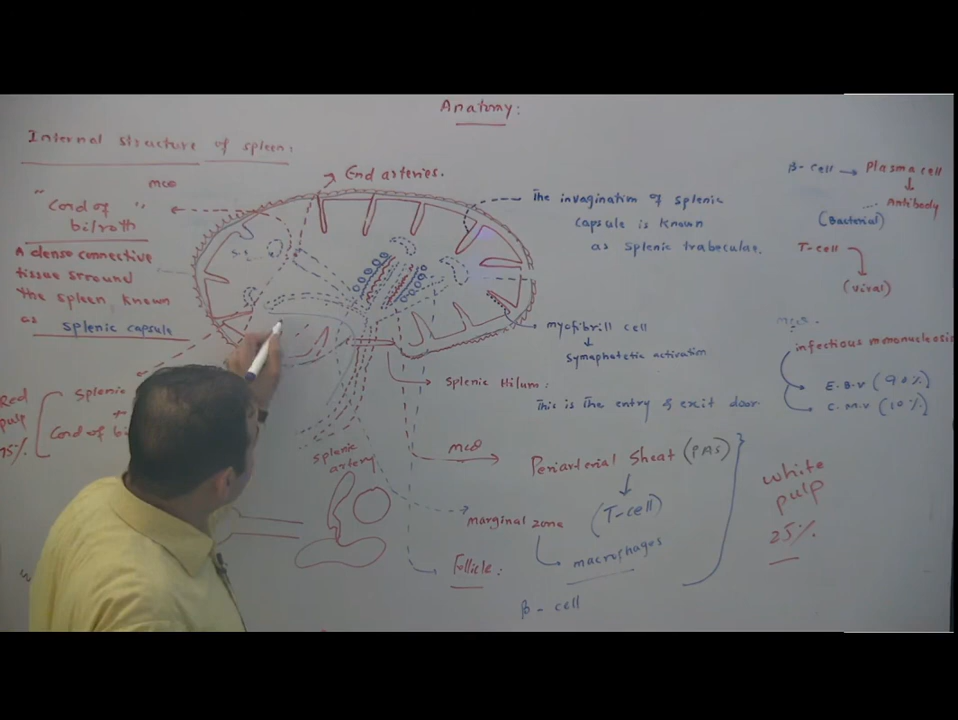 Anatomy:
Internal structure of spleen:
mcq
"Cord of "
bilroth
A dense connective
tissue srround
the spleen known
as splenic capsule
End arteries.
The invagination of splenic
capsule is known
as splenic trabeculae.
β-cell → Plasma cell
Antibody
(Bacterial)
T-cell
(Viral)
myofibrill cell
symaphatetic activation
Splenic Hilum:
This is the entry & exit door
mcq.
infectious mononucleosis
E.B.V (90%)
C.M.V (10%)
Red
pulp
75%
Splenic
+
Cord of bi
splenic
artery
mcq
Periarterial Sheat (PAS)
(T-cell)
marginal zone
macrophages
Follicle:
β - cell
white
pulp
25%.